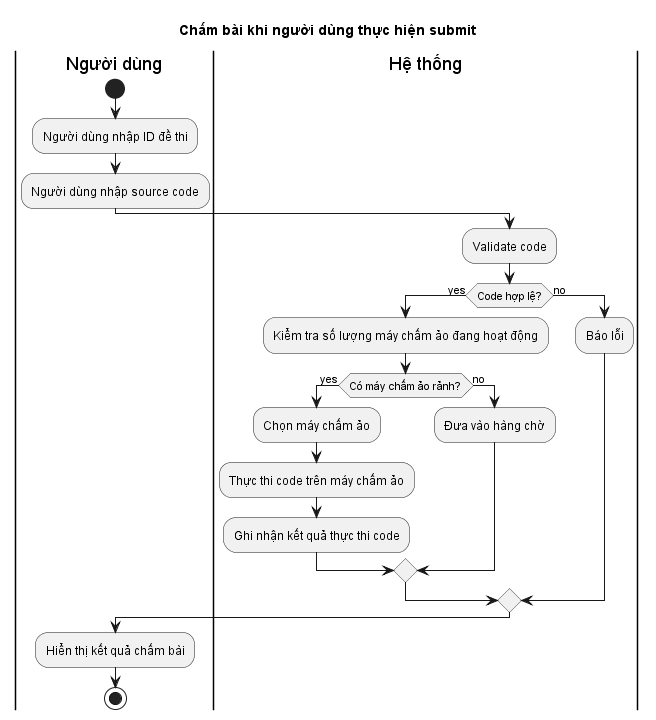 Chấm bài khi người dùng thực hiện submit
Người dùng
Hệ thống
Người dùng nhập ID đề thi
Người dùng nhập source code
Validate code
Code hợp lệ?
yes
no
Kiểm tra số lượng máy chấm ảo đang hoạt động
Báo lỗi
Có máy chấm ảo rảnh?
yes
no
Chọn máy chấm ảo
Đưa vào hàng chờ
Thực thi code trên máy chấm ảo
Ghi nhận kết quả thực thi code
Hiển thị kết quả chấm bài